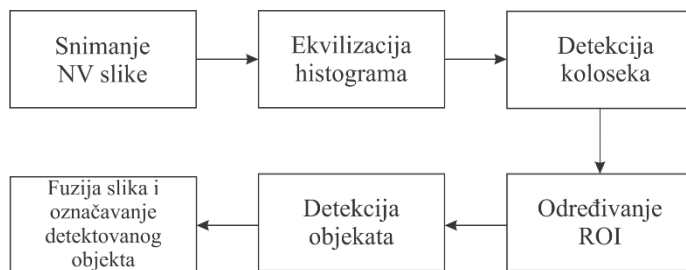 Snimanje
NV slike
Ekvilizacija
histograma
Detekcija
koloseka
Određivanje
ROI
Detekcija
objekata
Fuzija slika i
označavanje
detektovanog
objekta